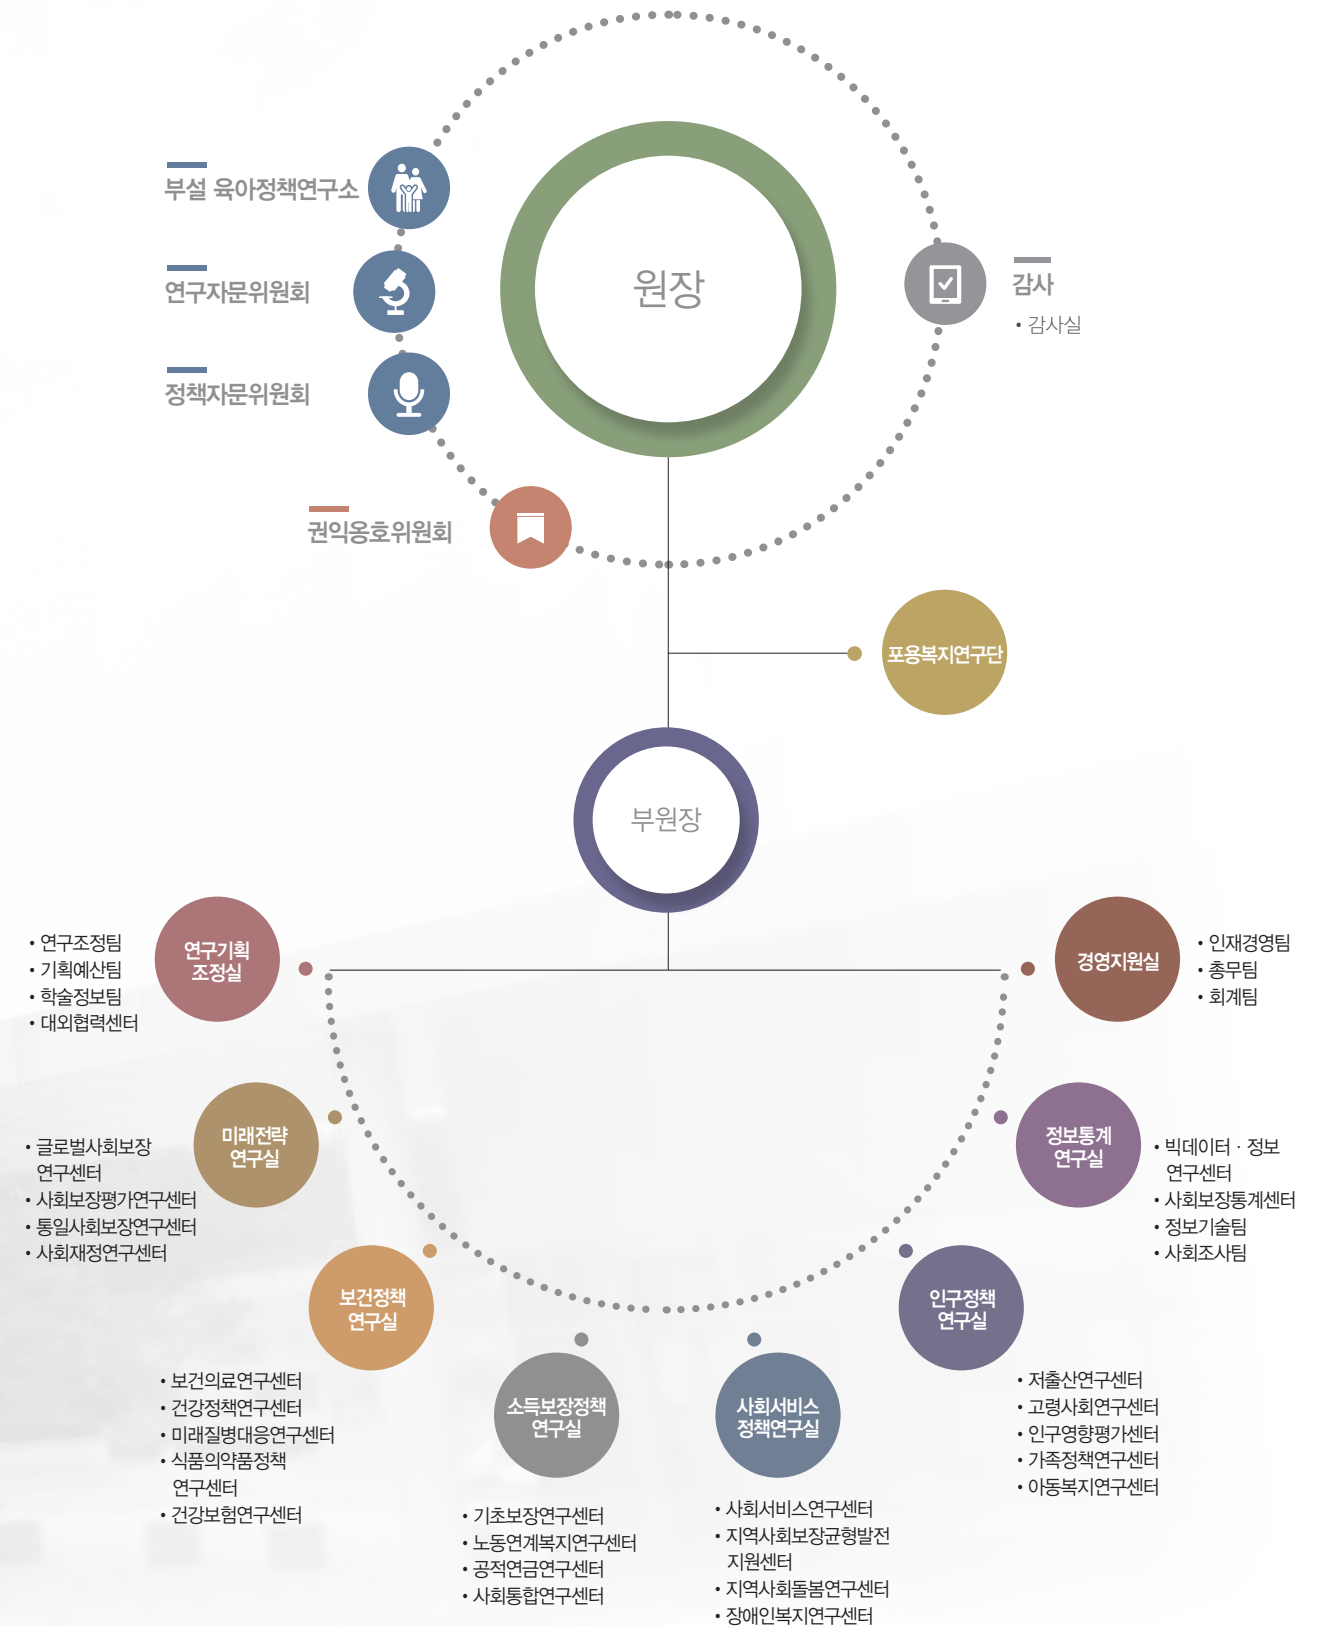 부설 육아정책연구소
연구자문위원회
정책자문위원회
권익옹호위원회
원장
감사
• 감사실
포용복지연구단
부원장
연구기획
조정실
• 연구조정팀
• 기획예산팀
• 학술정보팀
• 대외협력센터
경영지원실
• 인재경영팀
• 총무팀
• 회계팀
미래전략
연구실
• 글로벌사회보장
연구센터
• 사회보장평가연구센터
• 통일사회보장연구센터
• 사회재정연구센터
정보통계
연구실
• 빅데이터 · 정보
연구센터
• 사회보장통계센터
• 정보기술팀
• 사회조사팀
보건정책
연구실
• 보건의료연구센터
• 건강정책연구센터
• 미래질병대응연구센터
• 식품의약품정책
연구센터
• 건강보험연구센터
소득보장정책
연구실
• 기초보장연구센터
• 노동연계복지연구센터
• 공적연금연구센터
• 사회통합연구센터
사회서비스
정책연구실
• 사회서비스연구센터
• 지역사회보장균형발전
지원센터
• 지역사회돌봄연구센터
• 장애인복지연구센터
인구정책
연구실
• 저출산연구센터
• 고령사회연구센터
• 인구영향평가센터
• 가족정책연구센터
• 아동복지연구센터